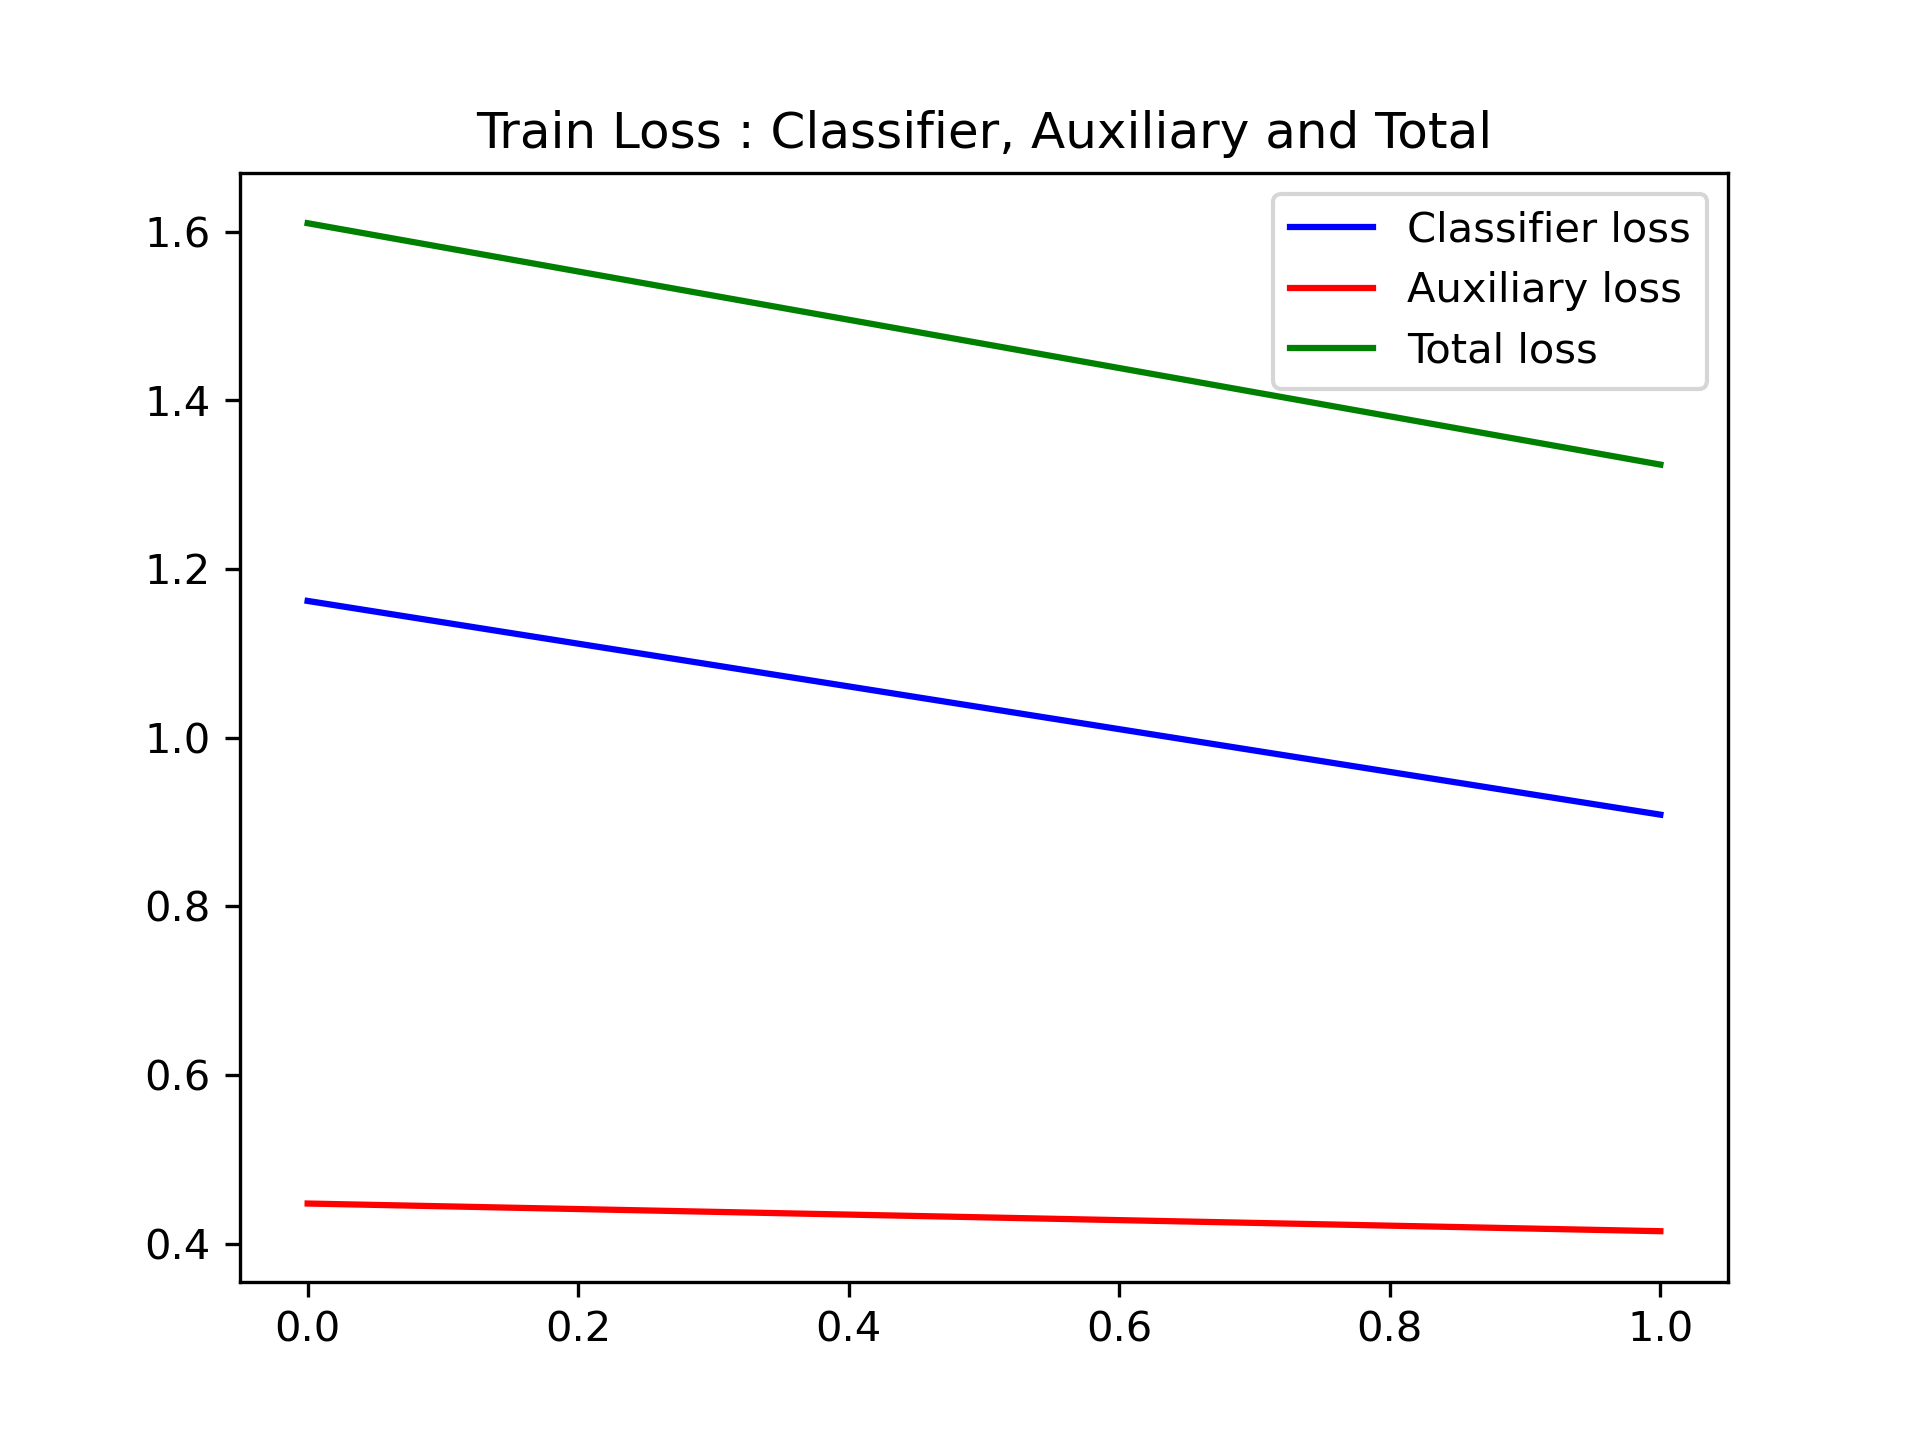 Train Loss : Classifier, Auxiliary and Total
Classifier loss
Auxiliary loss
Total loss
1.6
1.4
1.2
1.0
0.8
0.6
0.4
0.0 0.2 0.4 0.6 0.8 1.0